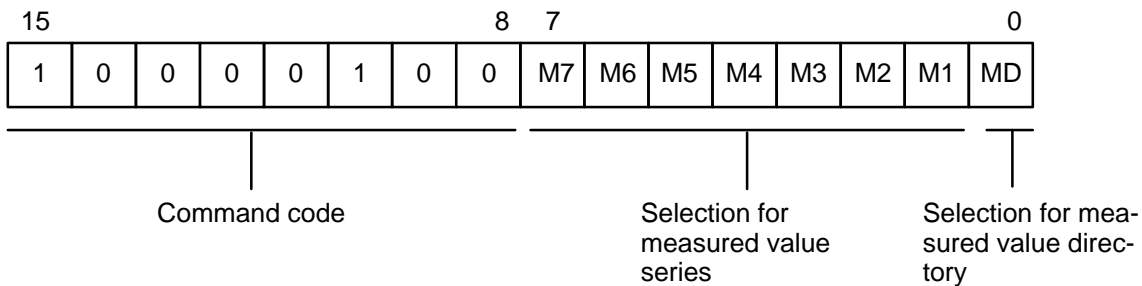 15 8 7 0
1 0 0 0 0 1 0 0 M7 M6 M5 M4 M3 M2 M1 MD
Command code
Selection for
measured value
series
Selection for mea-
sured value direc-
tory